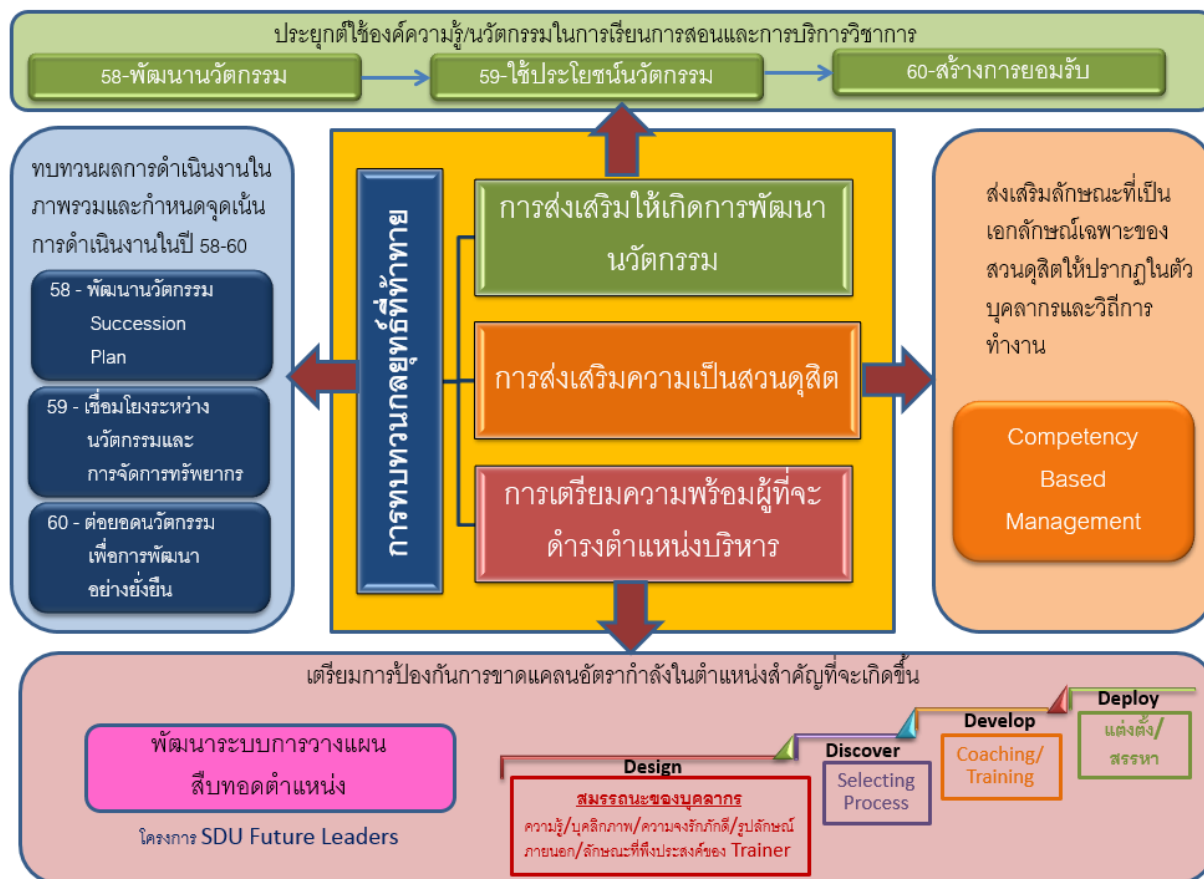 ประยุกต์ใช้องค์ความรู้/นวัตกรรมในการเรียนการสอนและการบริการวิชาการ
58-พัฒนานวัตกรรม
59-ใช้ประโยชน์นวัตกรรม
60-สร้างการยอมรับ
ทบทวนผลการดำเนินงานใน
ภาพรวมและกำหนดจุดเน้น
การดำเนินงานในปี 58-60
58 - พัฒนานวัตกรรม
Succession
Plan
59 - เชื่อมโยงระหว่าง
นวัตกรรมและ
การจัดการทรัพยากร
60 - ต่อยอดนวัตกรรม
เพื่อการพัฒนา
อย่างยั่งยืน
การทบทวนกลยุทธ์ที่ท้าทาย
การส่งเสริมให้เกิดการพัฒนา
นวัตกรรม
การส่งเสริมความเป็นสวนดุสิต
การเตรียมความพร้อมผู้ที่จะ
ดำรงตำแหน่งบริหาร
ส่งเสริมลักษณะที่เป็น
เอกลักษณ์เฉพาะของ
สวนดุสิตให้ปรากฏในตัว
บุคลากรและวิถีการ
ทำงาน
Competency
Based
Management
เตรียมการป้องกันการขาดแคลนอัตรากำลังในตำแหน่งสำคัญที่จะเกิดขึ้น
พัฒนาระบบการวางแผน
สืบทอดตำแหน่ง
โครงการ SDU Future Leaders
Design
สมรรถนะของบุคลากร
ความรู้/บุคลิกภาพ/ความจงรักภักดี/รูปลักษณ์
ภายนอก/ลักษณะที่พึงประสงค์ของ Trainer
Discover
Selecting
Process
Develop
Coaching/
Training
Deploy
แต่งตั้ง/
สรรหา